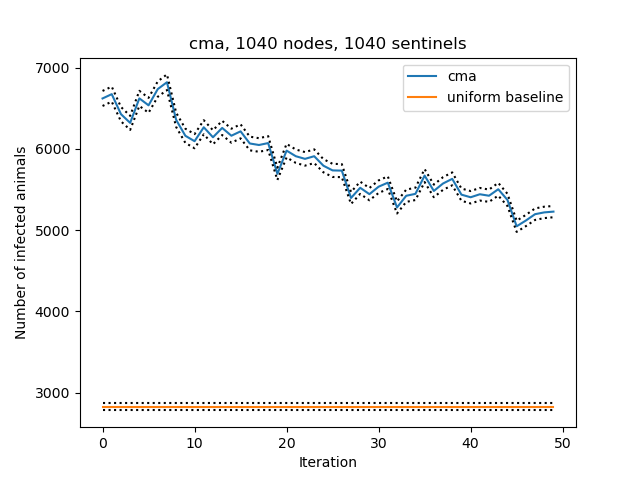 cma, 1040 nodes, 1040 sentinels
cma
uniform baseline
Number of infected animals
7000
6000
5000
4000
3000
0 10 20 30 40 50
Iteration